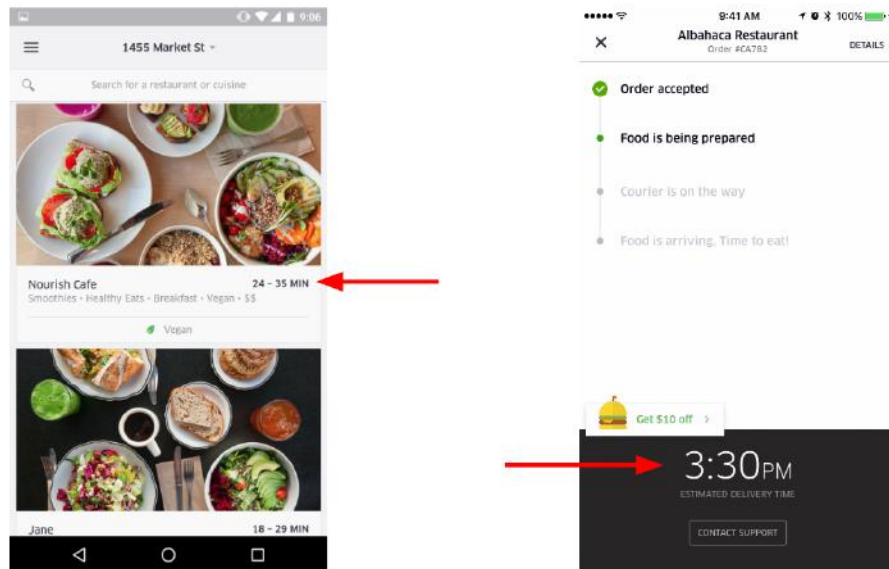 9:06
1455 Market St
Search for a restaurant or cuisine
Nourish Cafe
24 – 35 MIN
Smoothies • Healthy Eats • Breakfast • Vegan • $$
Vegan
Jane
18 – 29 MIN
9:41 AM
100%
Albahaca Restaurant
Order #CA7B2
DETAILS
Order accepted
Food is being prepared
Courier is on the way
Food is arriving. Time to eat!
Get $10 off
3:30PM
ESTIMATED DELIVERY TIME
CONTACT SUPPORT